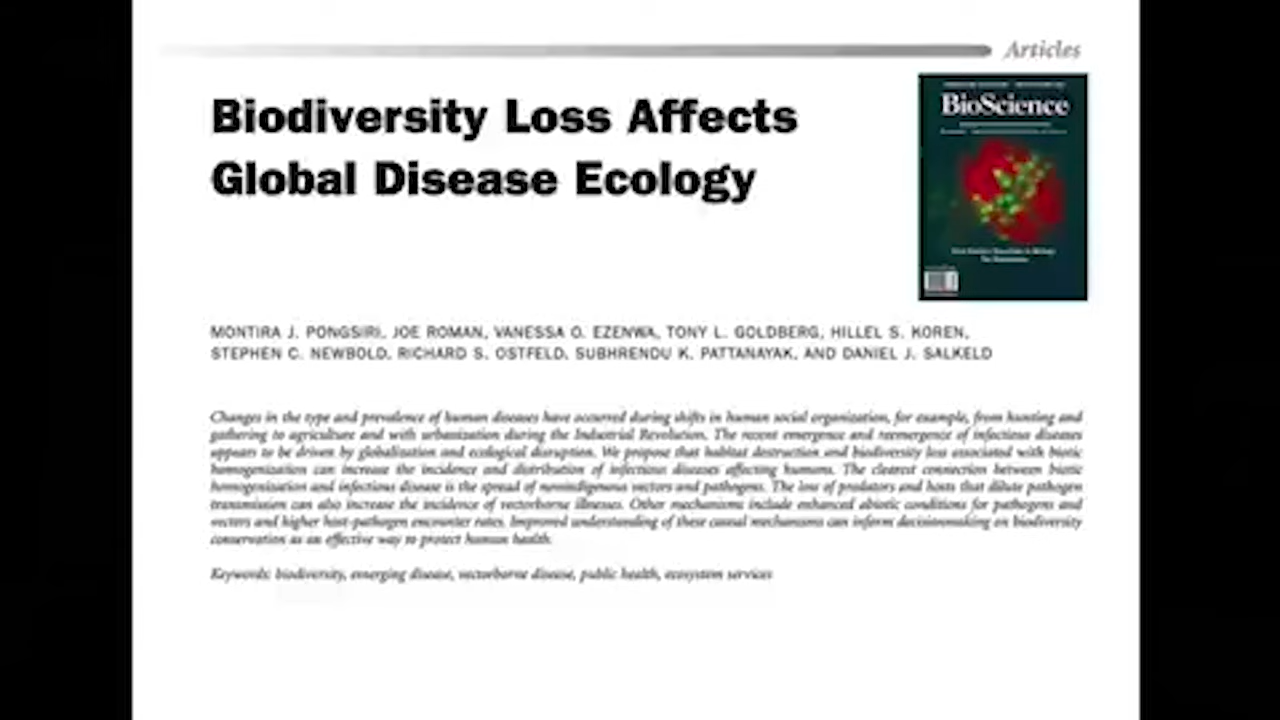 Articles
Biodiversity Loss Affects
Global Disease Ecology
BioScience
MONTIRA J. PONGSIRI, JOE ROMAN, VANESSA O. EZENWA, TONY L. GOLDBERG, HILLEL S. KOREN,
STEPHEN C. NEWBOLD, RICHARD S. OSTFELD, SUBHRENDU K. PATTANAYAK, AND DANIEL J. SALKELD
Changes in the type and prevalence of human diseases have occurred during shifts in human social organization, for example, from hunting and
gathering to agriculture and with urbanization during the Industrial Revolution. The recent emergence and reemergence of infectious diseases
appears to be driven by globalization and ecological disruption. We propose that habitat destruction and biodiversity loss associated with biotic
homogenization can increase the incidence and distribution of infectious diseases affecting humans. The clearest connection between biotic
homogenization and infectious disease is the spread of nonindigenous vectors and pathogens. The loss of predators and hosts that dilute pathogen
transmission can also increase the incidence of vectorborne illnesses. Other mechanisms include enhanced abiotic conditions for pathogens and
vectors and higher host-pathogen encounter rates. Improved understanding of these causal mechanisms can inform decisionmaking on biodiversity
conservation as an effective way to protect human health.
Keywords: biodiversity, emerging disease, vectorborne disease, public health, ecosystem services